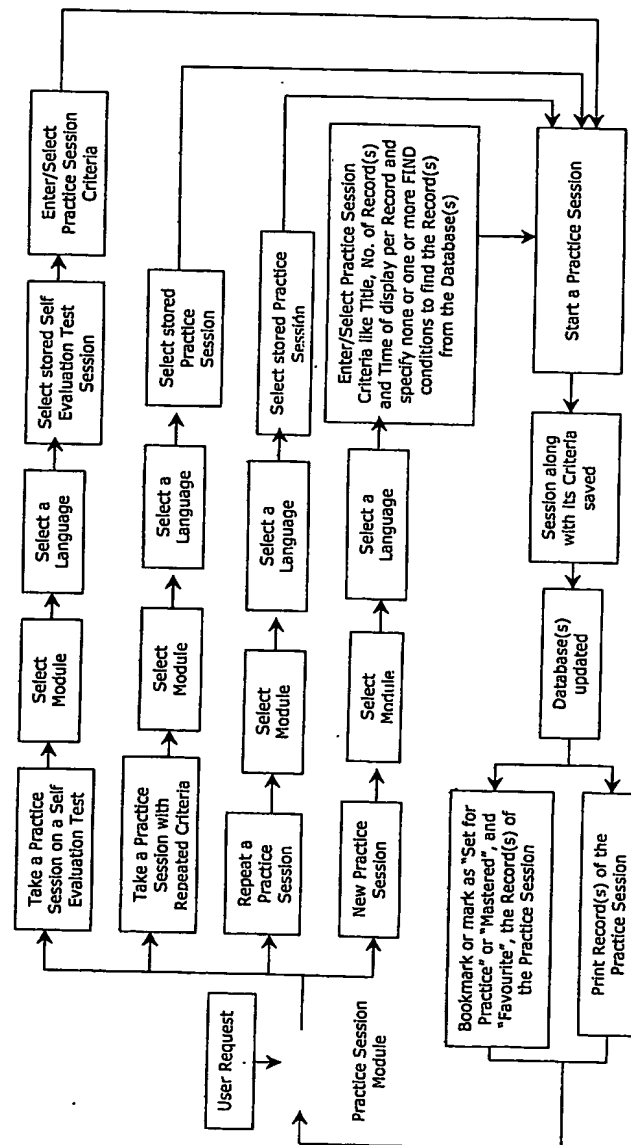 User Request
Practice Session
Module
Take a Practice
Session on a Self
Evaluation Test
Select
Module
Select a
Language
Select stored Self
Evaluation Test
Session
Enter/Select
Practice Session
Criteria
Take a Practice
Session with
Repeated Criteria
Select
Module
Select a
Language
Select stored
Practice
Session
Repeat a
Practice
Session
Select
Module
Select a
Language
Select stored Practice
Session
New Practice
Session
Select
Module
Select a
Language
Enter/Select Practice Session
Criteria like Title, No. of Record(s)
and Time of display per Record and
specify none or one or more FIND
conditions to find the Record(s)
from the Database(s)
Start a Practice Session
Session along
with its Criteria
saved
Database(s)
updated
Bookmark or mark as "Set for
Practice" or "Mastered", and
"Favourite", the Record(s) of
the Practice Session
Print Record(s) of the
Practice Session